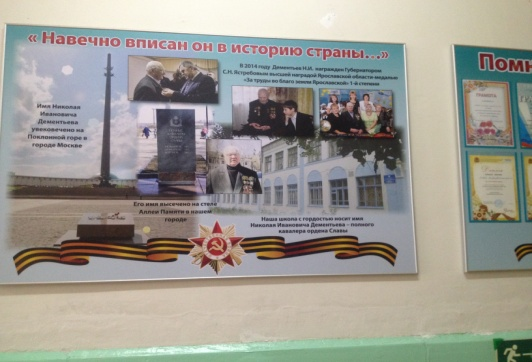 « Навечно вписан он в историю страны...»
В 2014 году Дементьев Н.И. награжден Губернатором
С.Н. Ястребовым высшей наградой Ярославской области-медалью
«За труды во благо земли Ярославской» 1-й степени
Имя Николая
Ивановича
Дементьева
увековечено на
Поклонной горе в
городе Москве
Его имя высечено на стеле
Аллеи Памяти в нашем
городе
Наша школа с гордостью носит имя
Николая Ивановича Дементьева – полного
кавалера ордена Славы
Помн